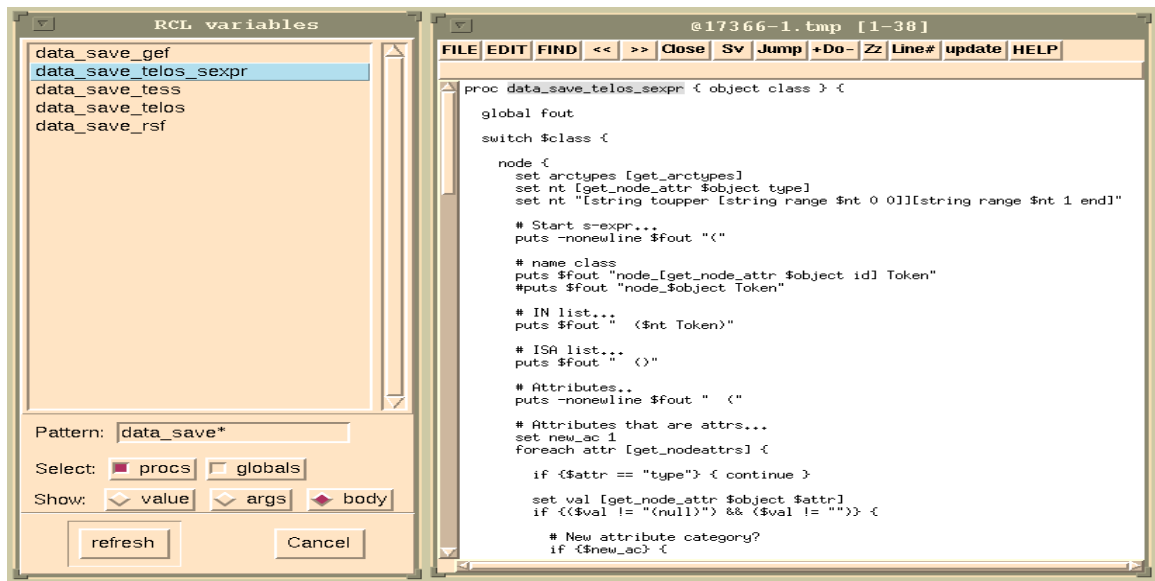 RCL variables
data_save_gef
data_save_telos_sexpr
data_save_tess
data_save_telos
data_save_rsf
Pattern: data_save*
Select: procs globals
Show: value args body
refresh Cancel
@17366-1.tmp [1-38]
FILE EDIT FIND << >> Close Sv Jump +Do- Zz Line# update HELP
proc data_save_telos_sexpr { object class } {
global fout
switch $class {
node {
set arctypes [get_arctypes]
set nt [get_node_attr $object type]
set nt "[string toupper [string range $nt 0 0]][string range $nt 1 end]"
# Start s-expr...
puts -nonewline $fout "("
# name class
puts $fout "node_[get_node_attr $object id] Token"
#puts $fout "node_$object Token"
# IN list...
puts $fout "  ($nt Token)"
# ISA list...
puts $fout "  ()"
# Attributes..
puts -nonewline $fout "  ("
# Attributes that are attrs...
set new_ac 1
foreach attr [get_nodeattrs] {
if {$attr == "type"} { continue }
set val [get_node_attr $object $attr]
if {($val != "(null)") && ($val != "")} {
# New attribute category?
if {$new_ac} {